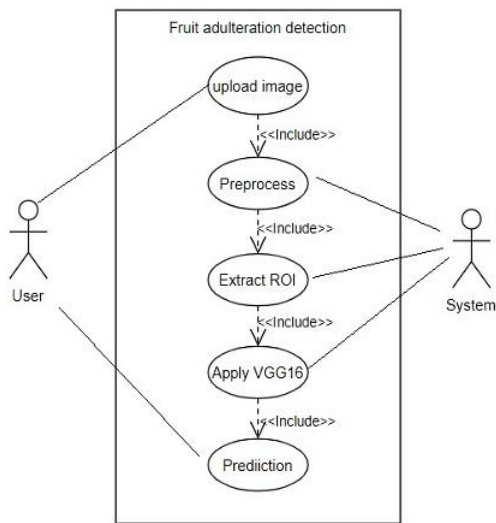 Fruit adulteration detection
upload image
<<Include>>
Preprocess
<<Include>>
Extract ROI
<<Include>>
Apply VGG16
<<Include>>
Prediiction
User
System